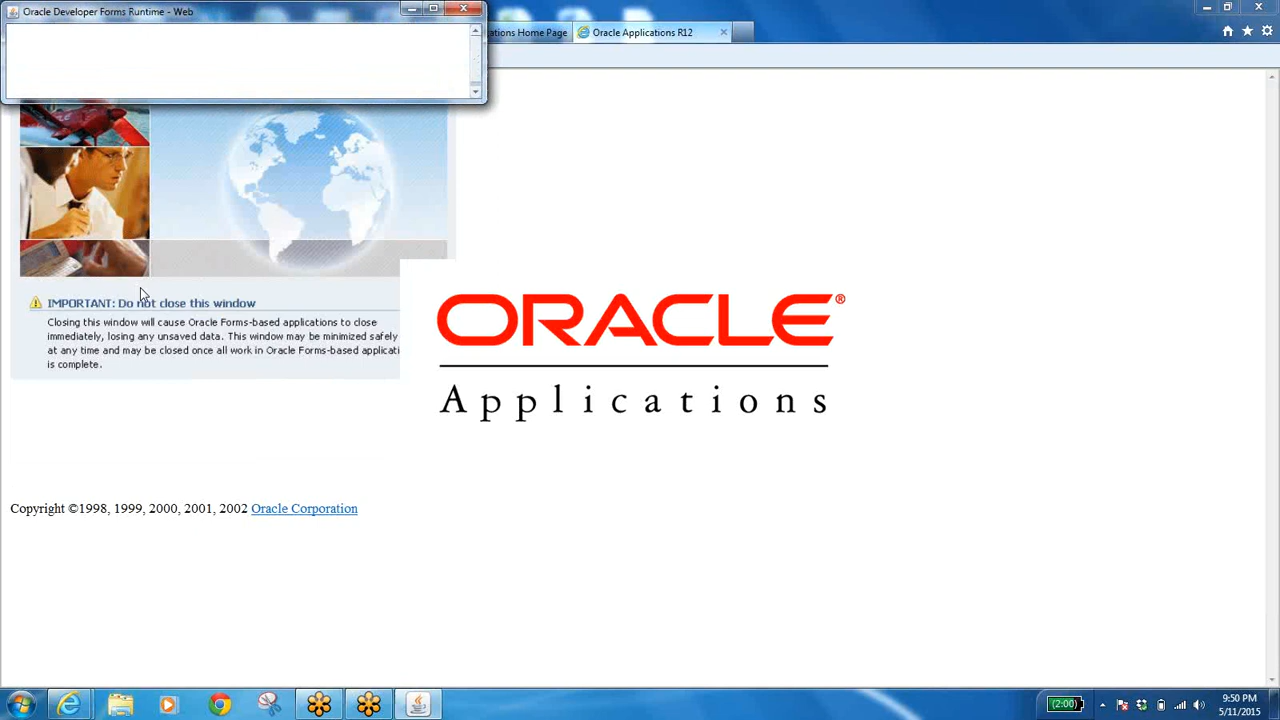 Oracle Developer Forms Runtime - Web
ations Home Page
Oracle Applications R12
IMPORTANT: Do not close this window
Closing this window will cause Oracle Forms-based applications to close
immediately, losing any unsaved data. This window may be minimized safely
at any time and may be closed once all work in Oracle Forms-based applicati
is complete.
ORACLE®
Applications
Copyright ©1998, 1999, 2000, 2001, 2002 Oracle Corporation
(2:00)
9:50 PM
5/11/2015